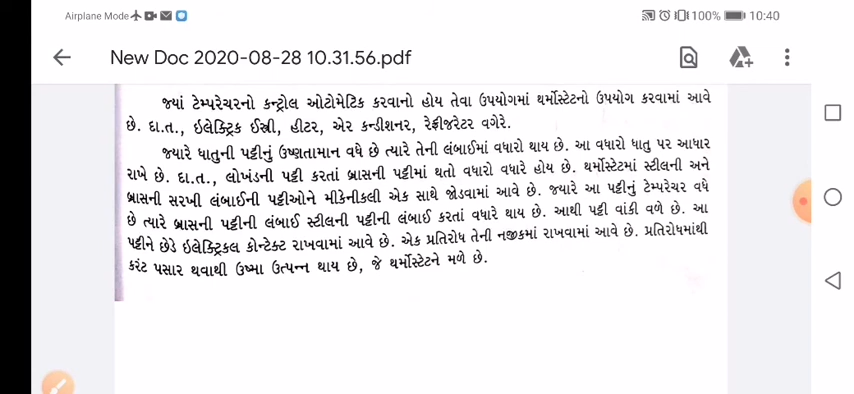 Airplane Mode 100% 10:40
New Doc 2020-08-28 10.31.56.pdf
જ્યાં ટેમ્પરેચરનો કન્ટ્રોલ ઓટોમેટિક કરવાનો હોય તેવા ઉપયોગમાં થર્મોસ્ટેટનો ઉપયોગ કરવામાં આવે
છે. દા.ત., ઇલેક્ટ્રિક ઈસ્ત્રી, હીટર, એર કન્ડીશનર, રેફ્રીજરેટર વગેરે.
જ્યારે ધાતુની પટ્ટીનું ઉષ્ણતામાન વધે છે ત્યારે તેની લંબાઈમાં વધારો થાય છે. આ વધારો ધાતુ પર આધાર
રાખે છે. દા.ત., લોખંડની પટ્ટી કરતાં બ્રાસની પટ્ટીમાં થતો વધારો વધારે હોય છે. થર્મોસ્ટેટમાં સ્ટીલની અને
બ્રાસની સરખી લંબાઈની પટ્ટીઓને મીકેનીકલી એક સાથે જોડવામાં આવે છે. જ્યારે આ પટ્ટીનું ટેમ્પરેચર વધે
છે ત્યારે બ્રાસની પટ્ટીની લંબાઈ સ્ટીલની પટ્ટીની લંબાઈ કરતાં વધારે થાય છે. આથી પટ્ટી વાંકી વળે છે. આ
પટ્ટીને છેડે ઇલેક્ટ્રિકલ કોન્ટેક્ટ રાખવામાં આવે છે. એક પ્રતિરોધ તેની નજીકમાં રાખવામાં આવે છે. પ્રતિરોધમાંથી
કરંટ પસાર થવાથી ઉષ્મા ઉત્પન્ન થાય છે, જે થર્મોસ્ટેટને મળે છે.